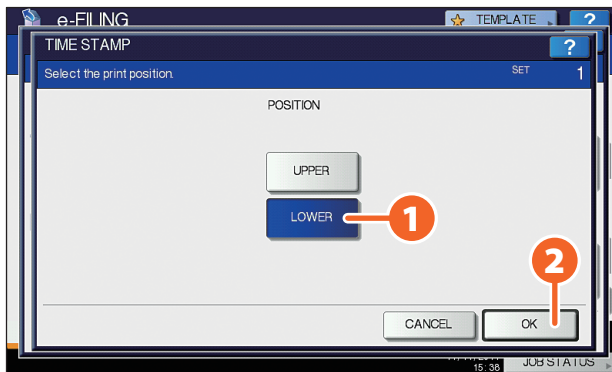 e-FILING
TEMPLATE
?
TIME STAMP
?
Select the print position.
SET 1
POSITION
UPPER
LOWER
1
2
CANCEL
OK
15:38
JOB STATUS